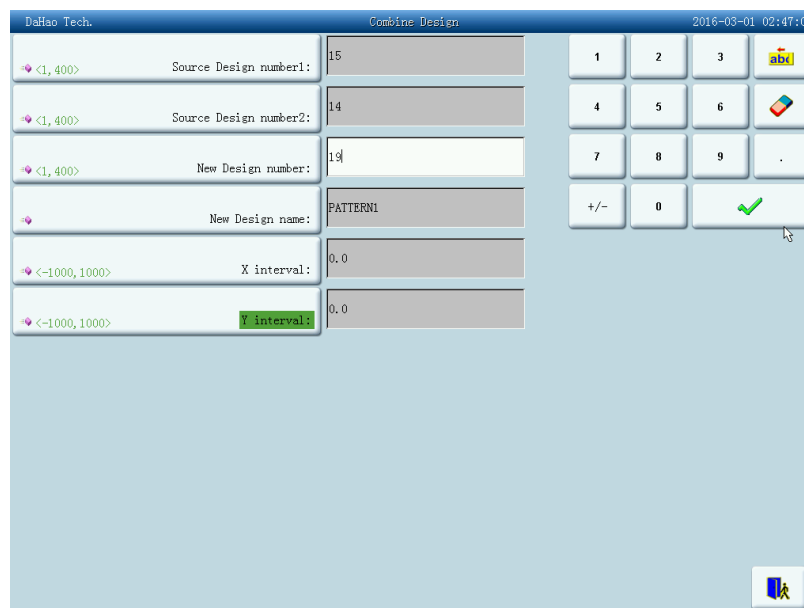 DaHao Tech. Combine Design 2016-03-01 02:47:0
<1,400> Source Design number1: 15
<1,400> Source Design number2: 14
<1,400> New Design number: 19
New Design name: PATTERN1
<-1000,1000> X interval: 0.0
<-1000,1000> Y interval: 0.0
1 2 3 abc
4 5 6
7 8 9 .
+/- 0